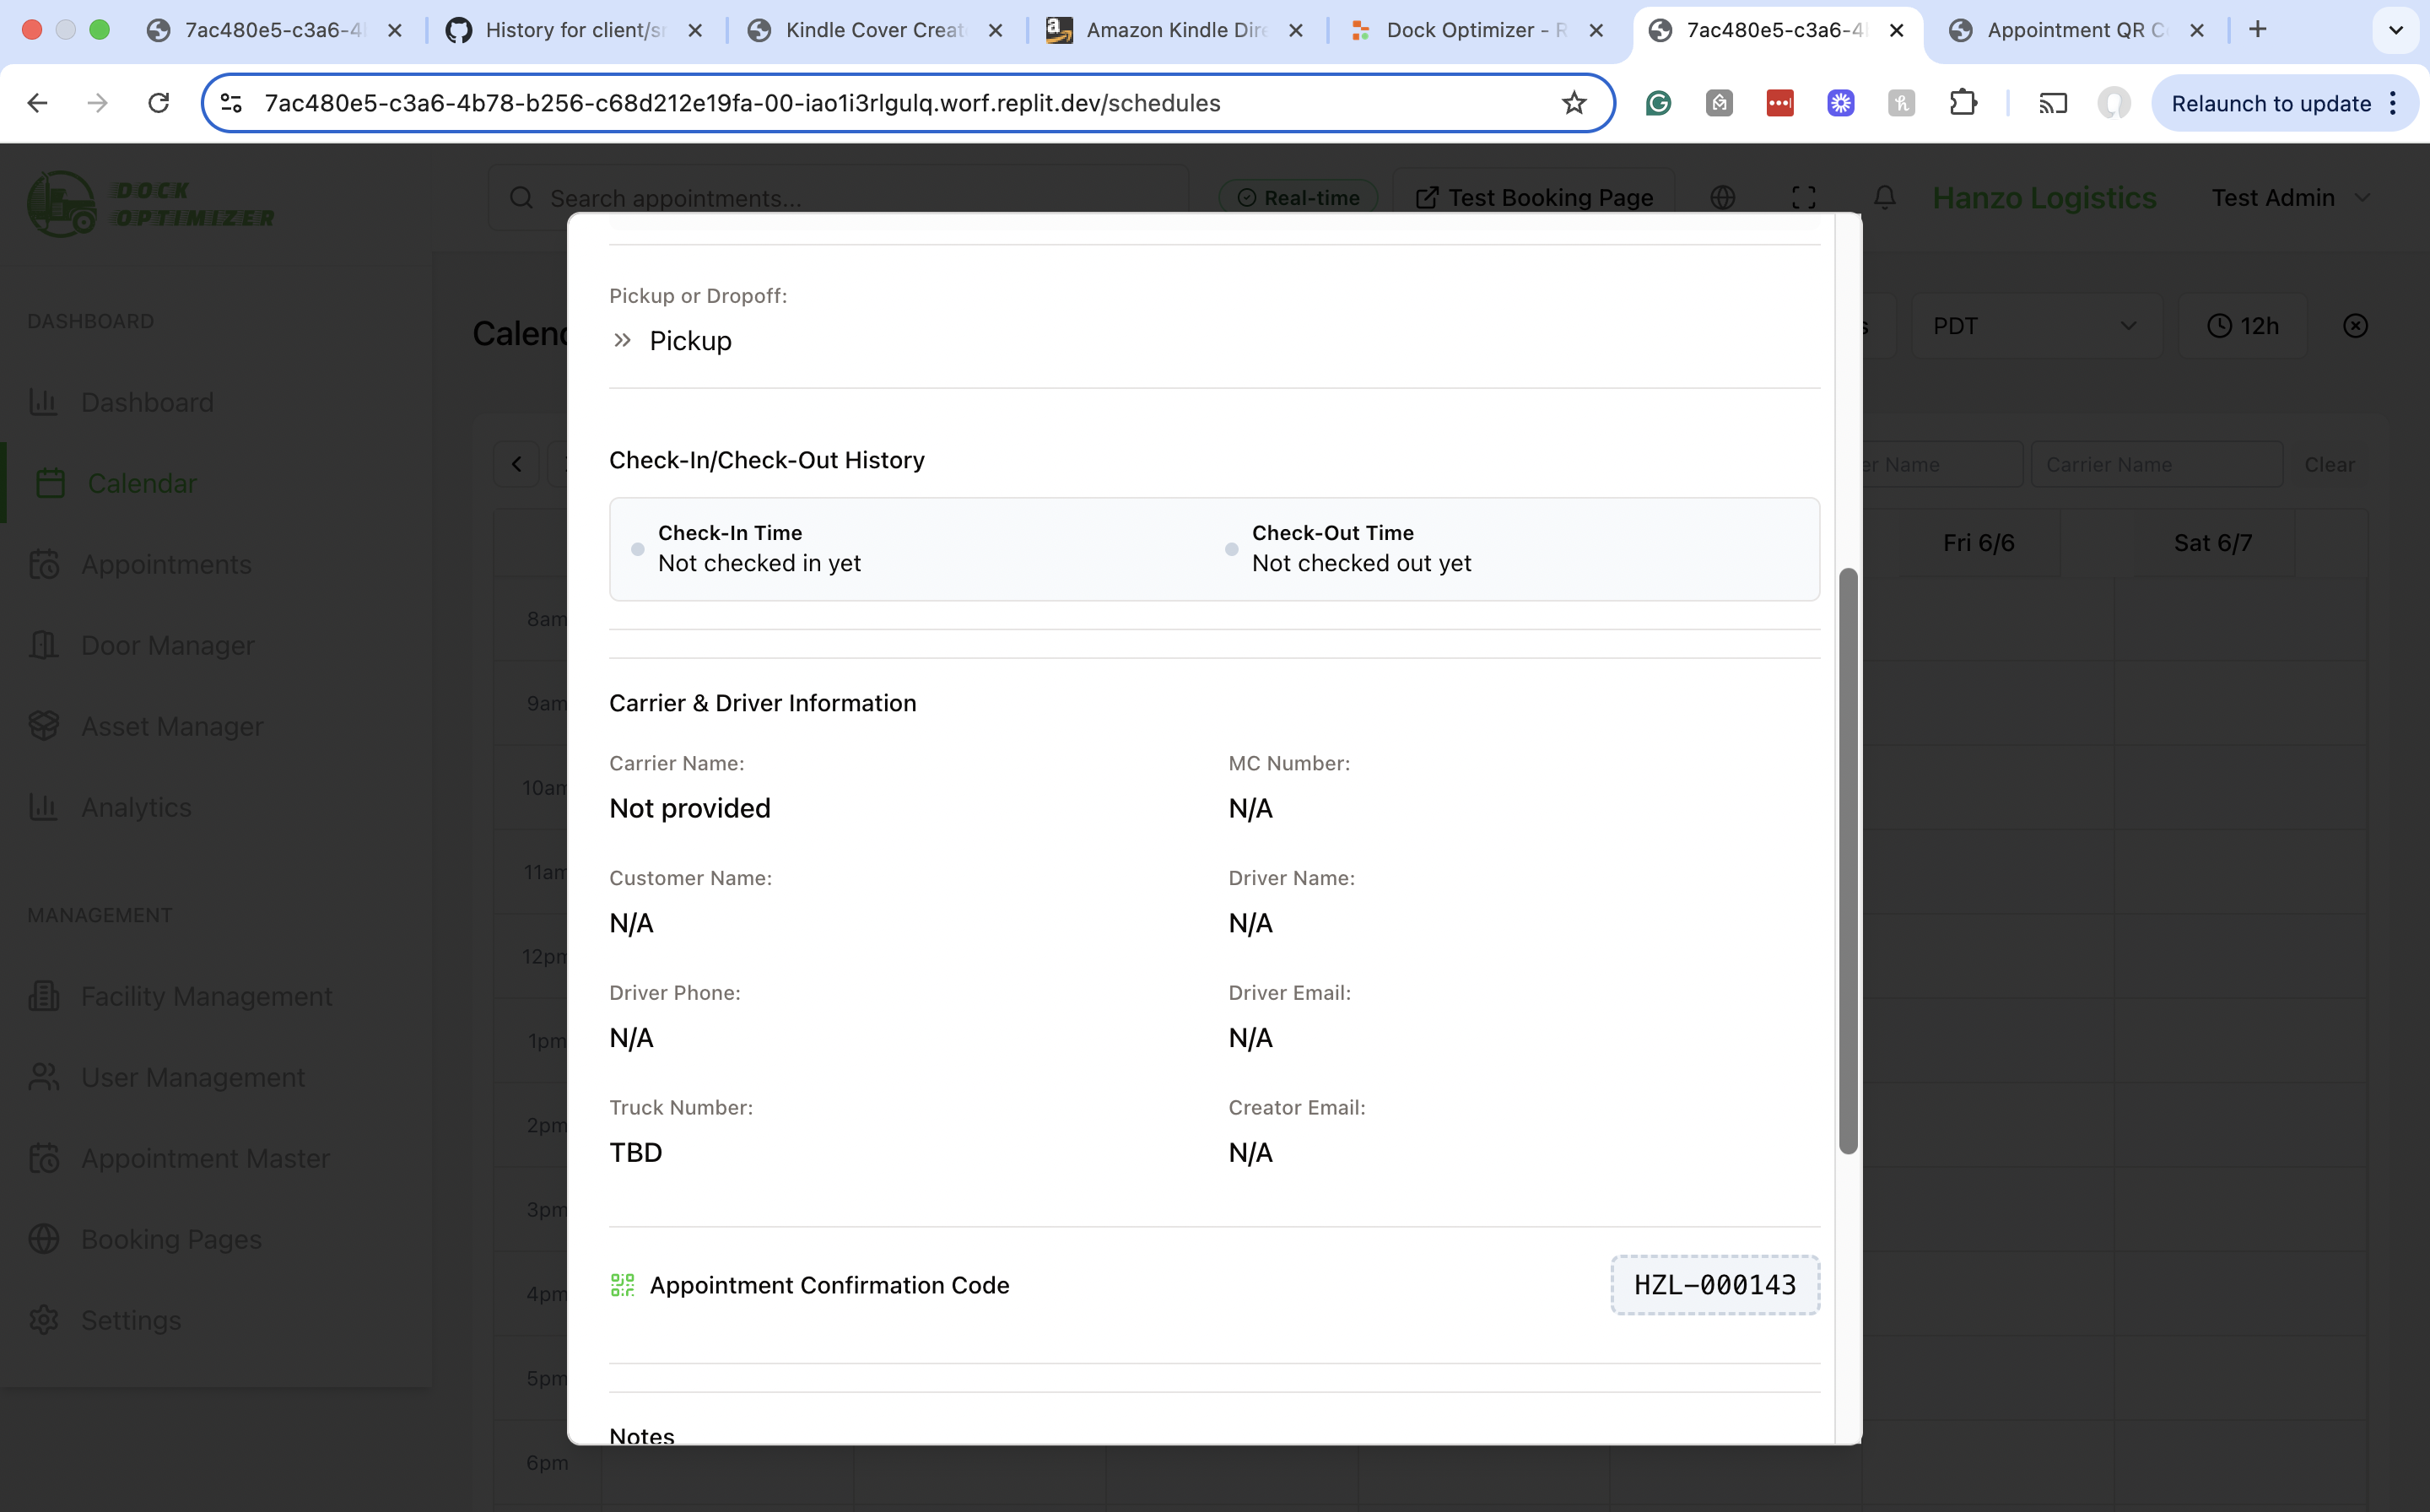 7ac480e5-c3a6-4
History for client/sr
Kindle Cover Creat
Amazon Kindle Dire
Dock Optimizer - R
7ac480e5-c3a6-4
Appointment QR C
7ac480e5-c3a6-4b78-b256-c68d212e19fa-00-iao1i3rlgulq.worf.replit.dev/schedules
Relaunch to update
DOCK
OPTIMIZER
Search appointments...
Real-time
Test Booking Page
Hanzo Logistics
Test Admin
DASHBOARD
Dashboard
Calendar
Appointments
Door Manager
Asset Manager
Analytics
MANAGEMENT
Facility Management
User Management
Appointment Master
Booking Pages
Settings
Calend
s
PDT
12h
er Name
Carrier Name
Clear
Fri 6/6
Sat 6/7
8am
9am
10am
11am
12pm
1pm
2pm
3pm
4pm
5pm
6pm
Pickup or Dropoff:
Pickup
Check-In/Check-Out History
Check-In Time
Not checked in yet
Check-Out Time
Not checked out yet
Carrier & Driver Information
Carrier Name:
Not provided
MC Number:
N/A
Customer Name:
N/A
Driver Name:
N/A
Driver Phone:
N/A
Driver Email:
N/A
Truck Number:
TBD
Creator Email:
N/A
Appointment Confirmation Code
HZL-000143
Notes